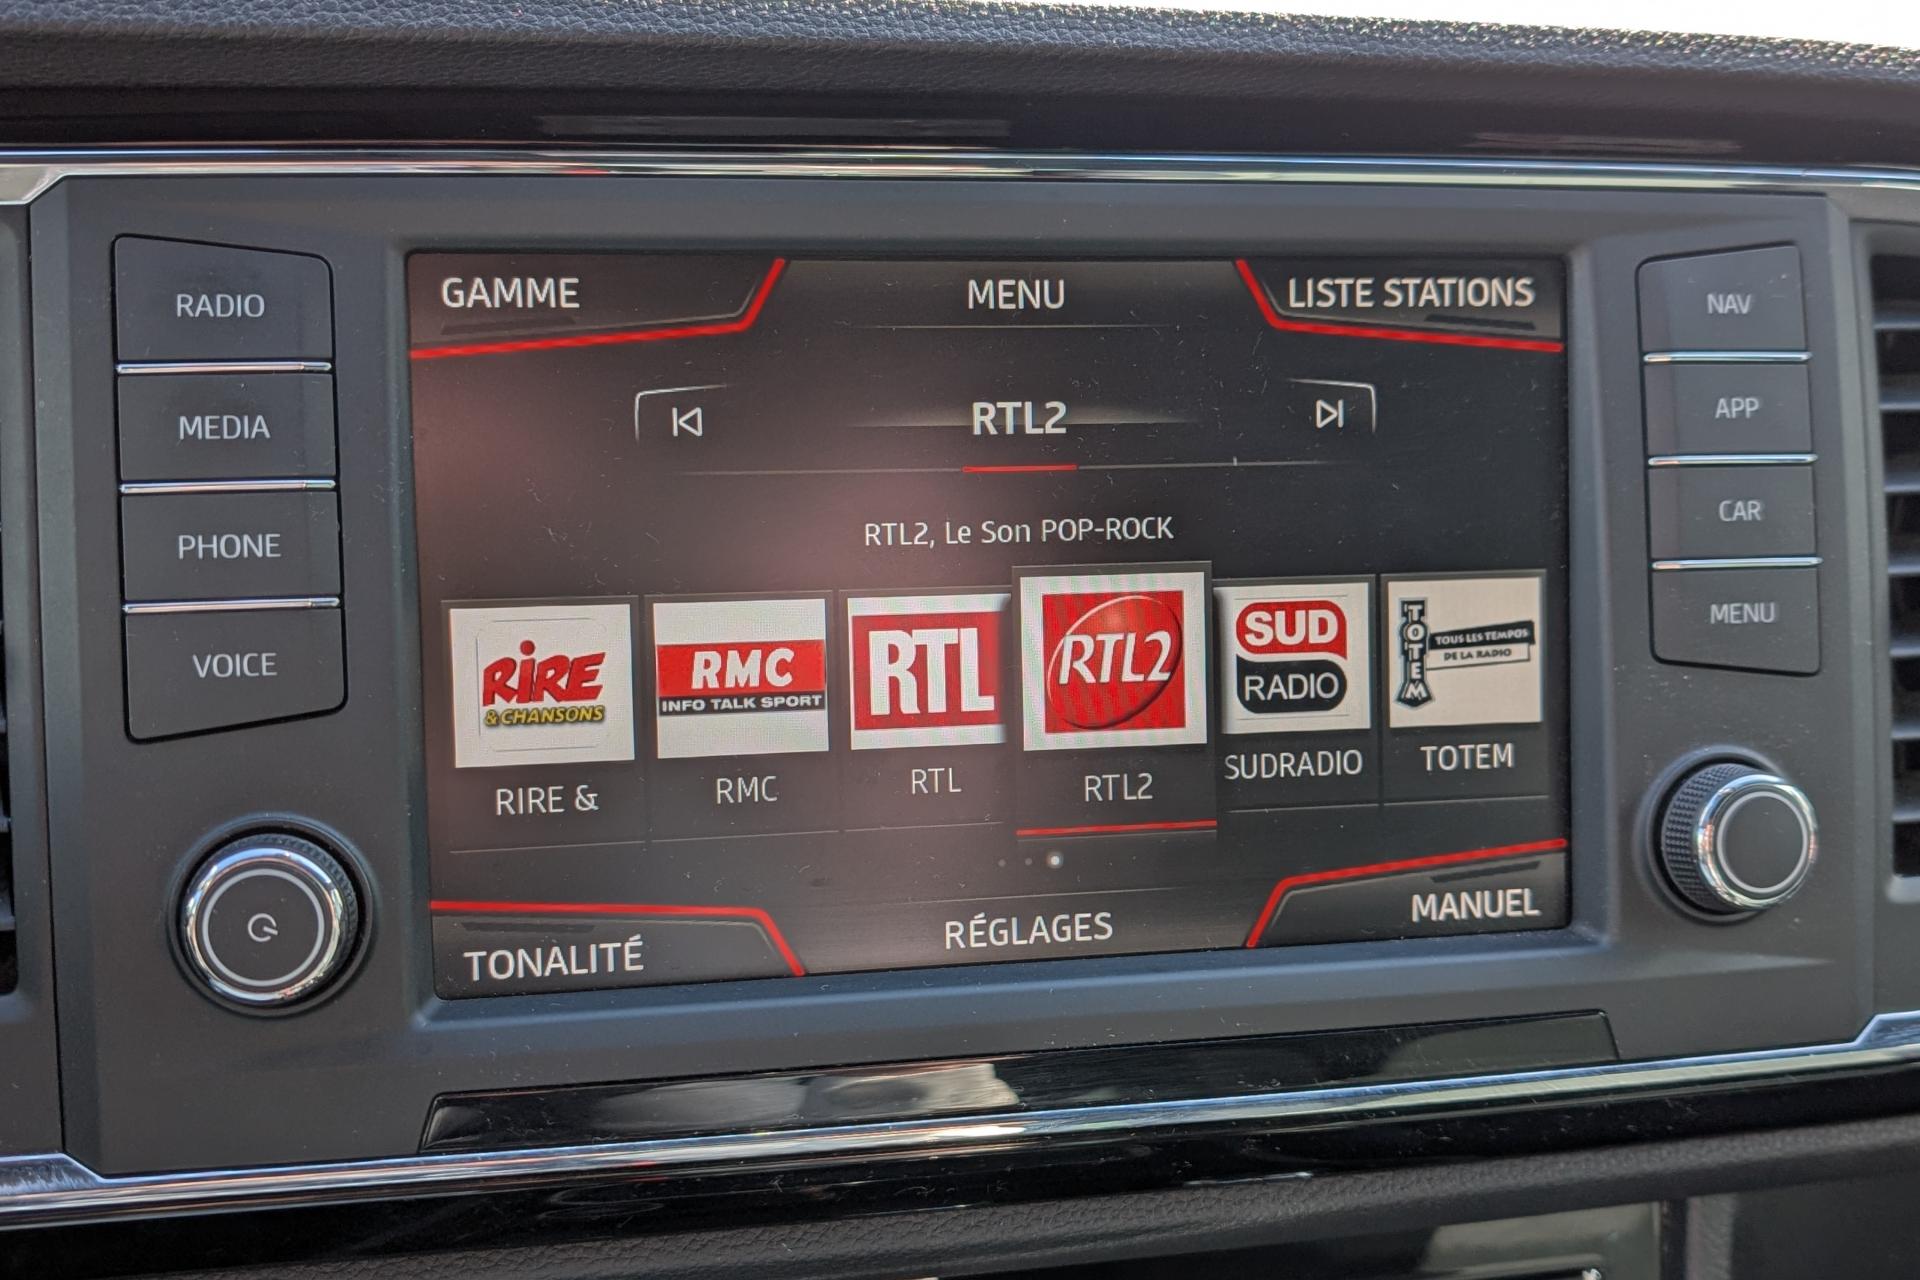 RADIO
MEDIA
PHONE
VOICE
GAMME
MENU
LISTE STATIONS
RTL2
RTL2, Le Son POP-ROCK
RIRE
& CHANSONS
RIRE &
RMC
INFO TALK SPORT
RMC
RTL
RTL
RTL2
RTL2
SUD
RADIO
SUDRADIO
TOTEM
TOUS LES TEMPOS
DE LA RADIO
TOTEM
TONALITÉ
RÉGLAGES
MANUEL
NAV
APP
CAR
MENU